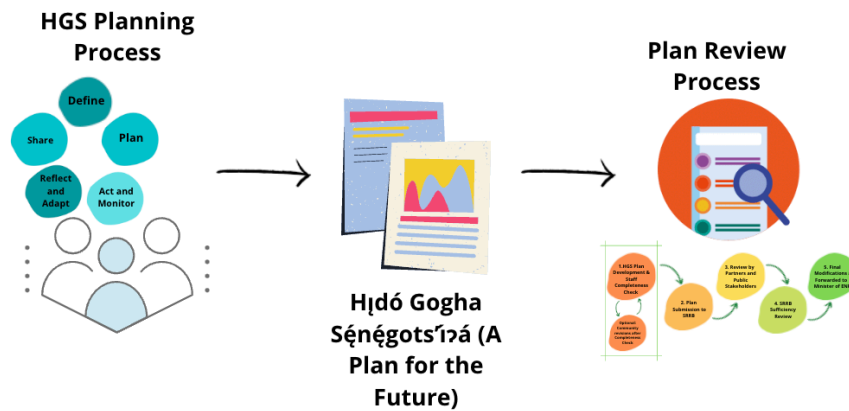 HGS Planning
Process
Define
Share
Plan
Reflect
and
Adapt
Act and
Monitor
Hı̨dó Gogha
Sę́nę́gots'ı́ɂá (A
Plan for the
Future)
Plan Review
Process
1.HGS Plan
Development &
Staff
Completeness
Check
Optional
Community
revisions after
Completeness
Check
2. Plan
Submission to
SRRB
3. Review by
Partners and
Public
Stakeholders
4. SRRB
Sufficiency
Review
5. Final
Modifications
Forwarded to
Minister of